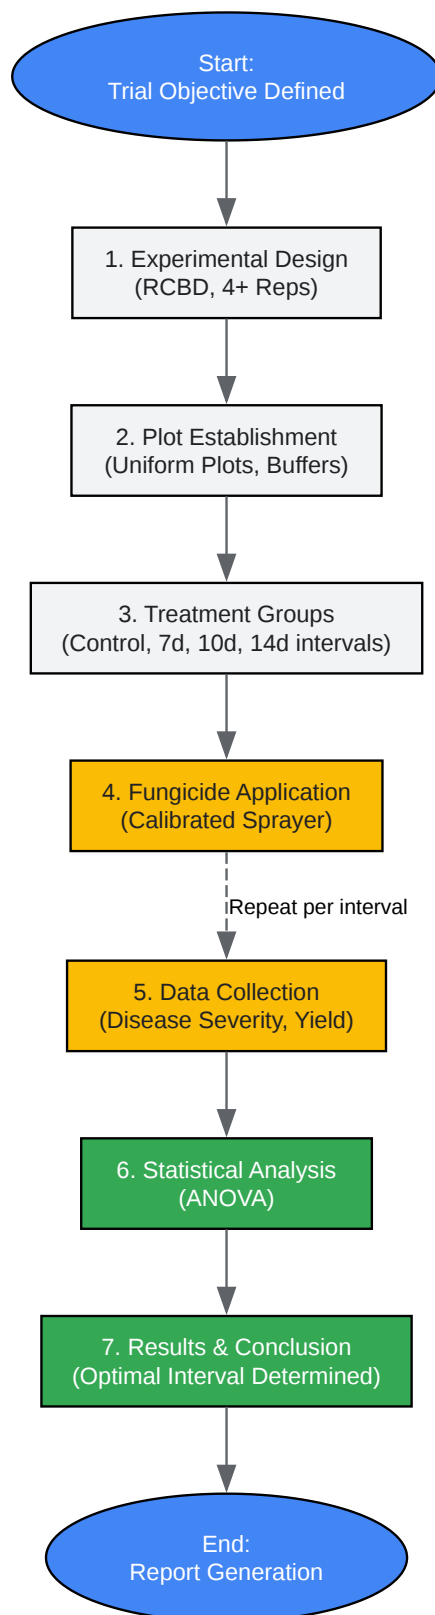 Start:
Trial Objective Defined
1. Experimental Design
(RCBD, 4+ Reps)
2. Plot Establishment
(Uniform Plots, Buffers)
3. Treatment Groups
(Control, 7d, 10d, 14d intervals)
4. Fungicide Application
(Calibrated Sprayer)
Repeat per interval
5. Data Collection
(Disease Severity, Yield)
6. Statistical Analysis
(ANOVA)
7. Results & Conclusion
(Optimal Interval Determined)
End:
Report Generation